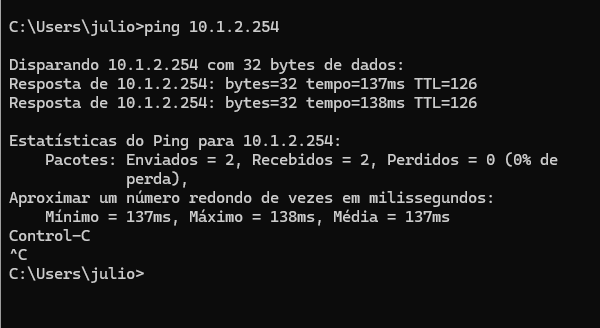 C:\Users\julio>ping 10.1.2.254
Disparando 10.1.2.254 com 32 bytes de dados:
Resposta de 10.1.2.254: bytes=32 tempo=137ms TTL=126
Resposta de 10.1.2.254: bytes=32 tempo=138ms TTL=126
Estatísticas do Ping para 10.1.2.254:
Pacotes: Enviados = 2, Recebidos = 2, Perdidos = 0 (0% de
perda),
Aproximar um número redondo de vezes em milissegundos:
Mínimo = 137ms, Máximo = 138ms, Média = 137ms
Control-C
^C
C:\Users\julio>